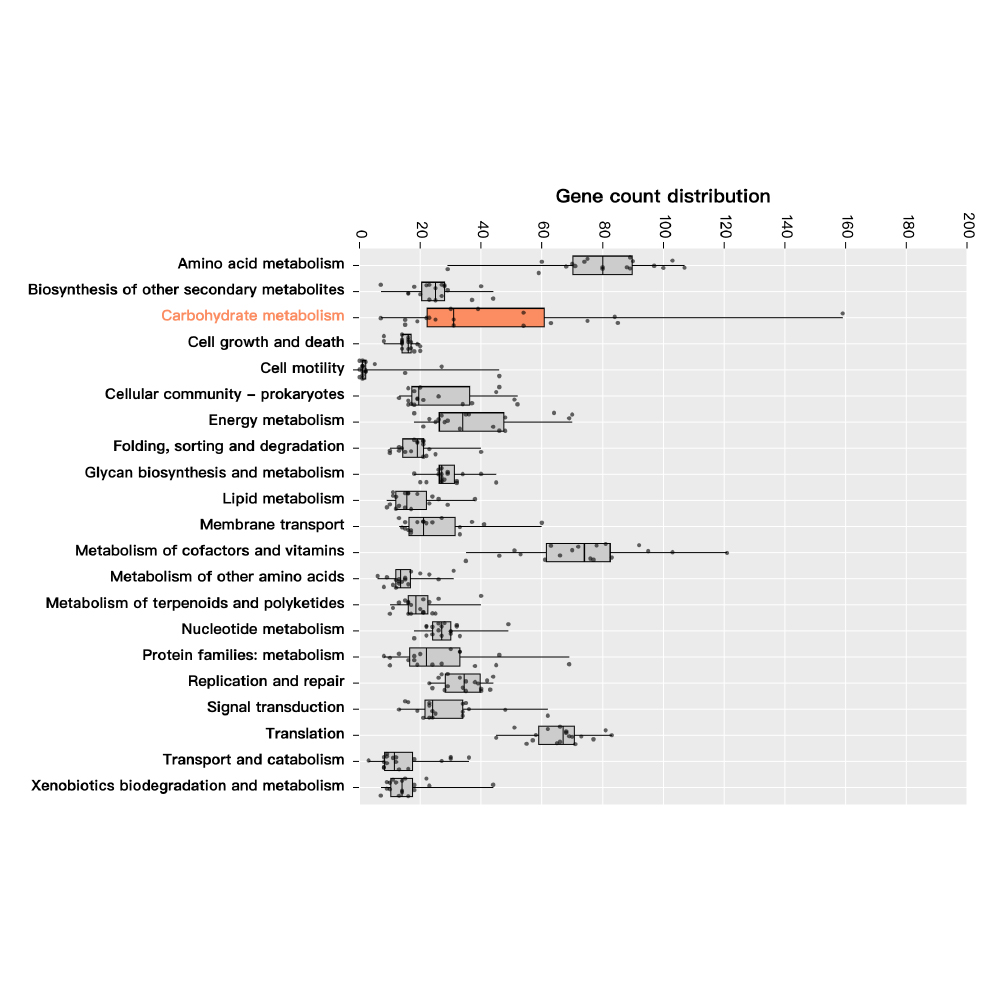 Gene count distribution
0 20 40 60 80 100 120 140 160 180 200
Amino acid metabolism
Biosynthesis of other secondary metabolites
Carbohydrate metabolism
Cell growth and death
Cell motility
Cellular community – prokaryotes
Energy metabolism
Folding, sorting and degradation
Glycan biosynthesis and metabolism
Lipid metabolism
Membrane transport
Metabolism of cofactors and vitamins
Metabolism of other amino acids
Metabolism of terpenoids and polyketides
Nucleotide metabolism
Protein families: metabolism
Replication and repair
Signal transduction
Translation
Transport and catabolism
Xenobiotics biodegradation and metabolism